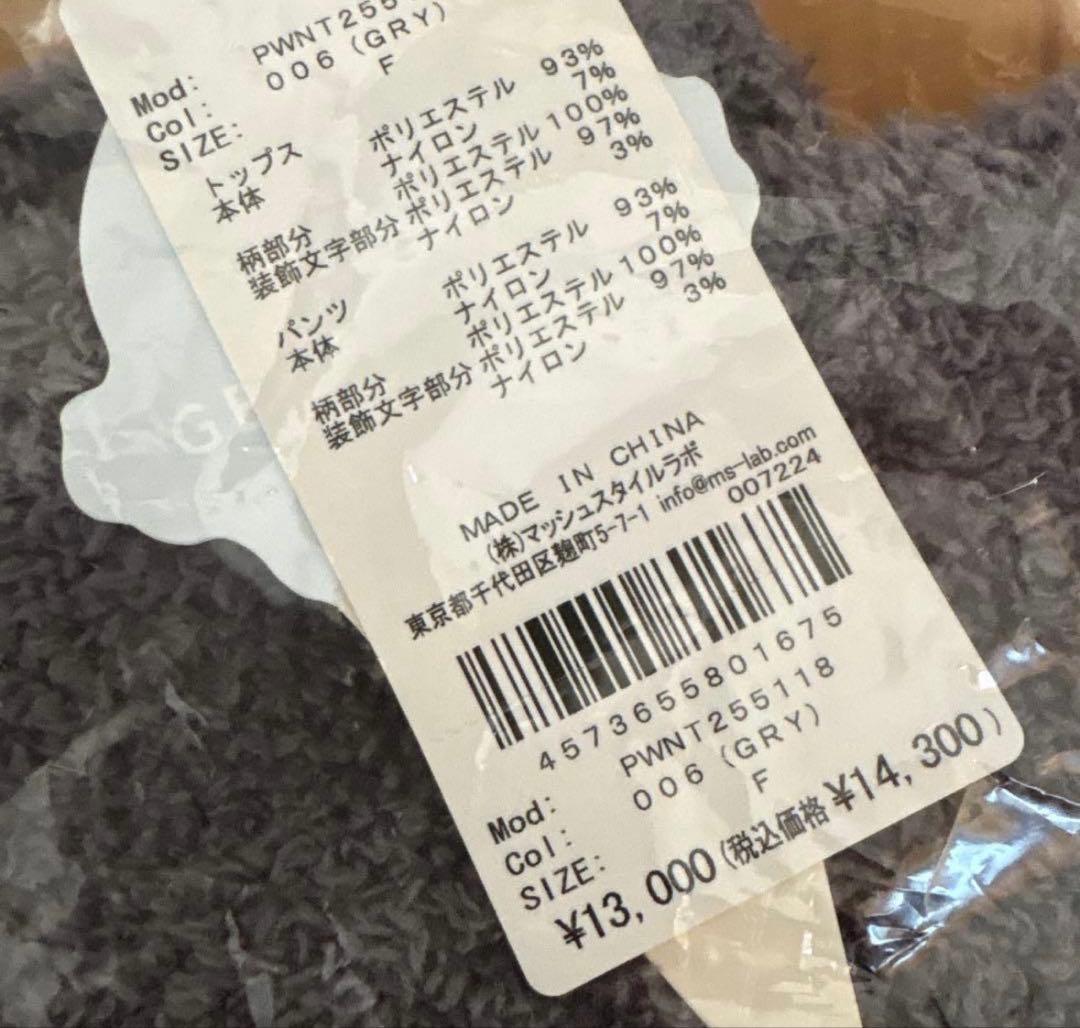 Mod: PWNT255
Col: 006 (GRY)
SIZE: F
トップス
本体 ポリエステル 93%
ナイロン 7%
柄部分 ポリエステル 100%
装飾文字部分 ポリエステル 97%
ナイロン 3%
パンツ
本体 ポリエステル 93%
ナイロン 7%
柄部分 ポリエステル 100%
装飾文字部分 ポリエステル 97%
ナイロン 3%
MADE IN CHINA
(株)マッシュスタイルラボ
東京都千代田区麹町5-7-1 info@ms-lab.com
007224
4573655801675
Mod: PWNT255118
Col: 006 (GRY)
SIZE: F
¥13,000 (税込価格 ¥14,300)